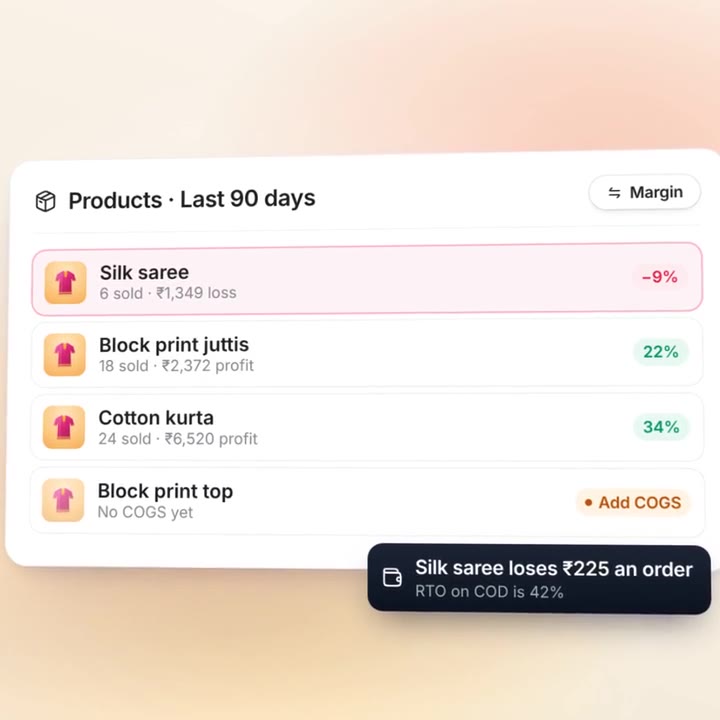 Products · Last 90 days
Margin
Silk saree
6 sold · ₹1,349 loss
−9%
Block print juttis
18 sold · ₹2,372 profit
22%
Cotton kurta
24 sold · ₹6,520 profit
34%
Block print top
No COGS yet
Add COGS
Silk saree loses ₹225 an order
RTO on COD is 42%